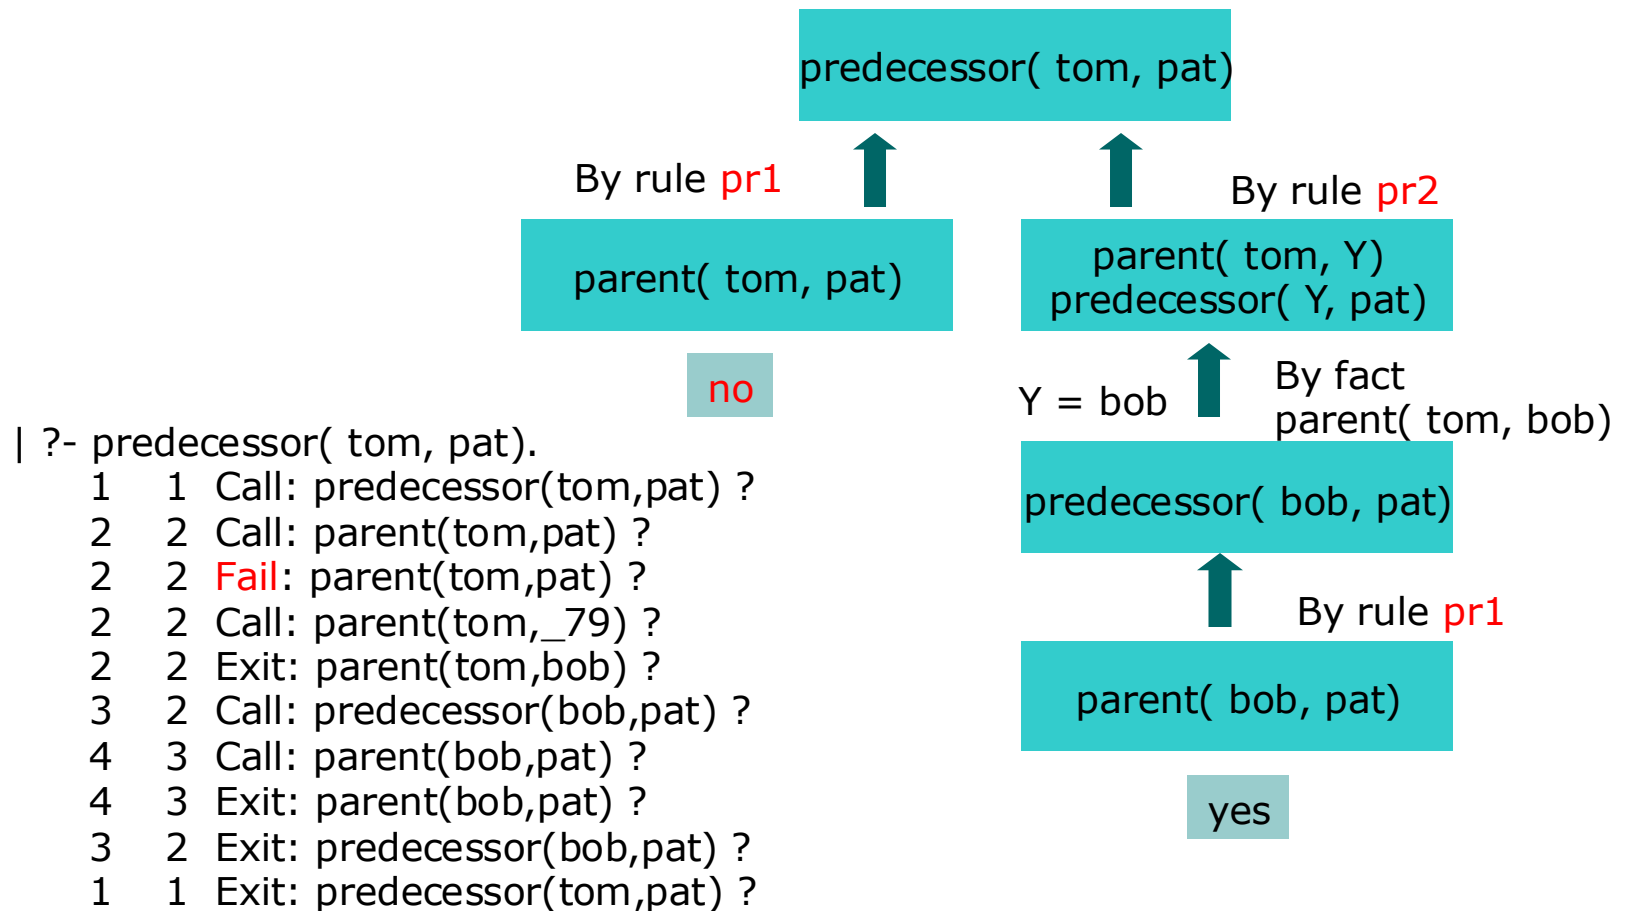 predecessor( tom, pat)
By rule pr1
By rule pr2
parent( tom, pat)
parent( tom, Y)
predecessor( Y, pat)
no
Y = bob
By fact
parent( tom, bob)
predecessor( bob, pat)
By rule pr1
parent( bob, pat)
yes
| ?- predecessor( tom, pat).
1 1 Call: predecessor(tom,pat) ?
2 2 Call: parent(tom,pat) ?
2 2 Fail: parent(tom,pat) ?
2 2 Call: parent(tom,_79) ?
2 2 Exit: parent(tom,bob) ?
3 2 Call: predecessor(bob,pat) ?
4 3 Call: parent(bob,pat) ?
4 3 Exit: parent(bob,pat) ?
3 2 Exit: predecessor(bob,pat) ?
1 1 Exit: predecessor(tom,pat) ?